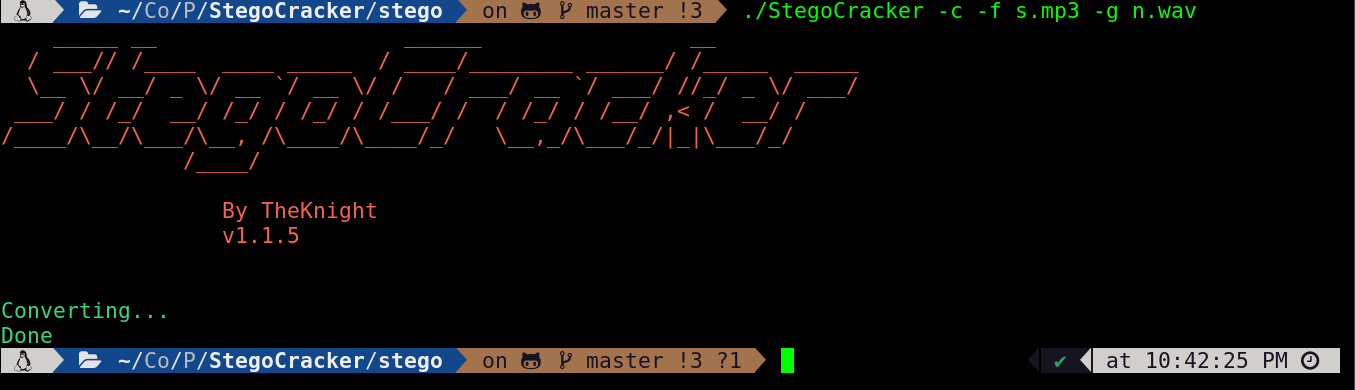 ~/Co/P/StegoCracker/stego on master !3 ./StegoCracker -c -f s.mp3 -g n.wav
StegoCracker
By TheKnight
v1.1.5
Converting...
Done
~/Co/P/StegoCracker/stego on master !3 ?1 ✔ at 10:42:25 PM